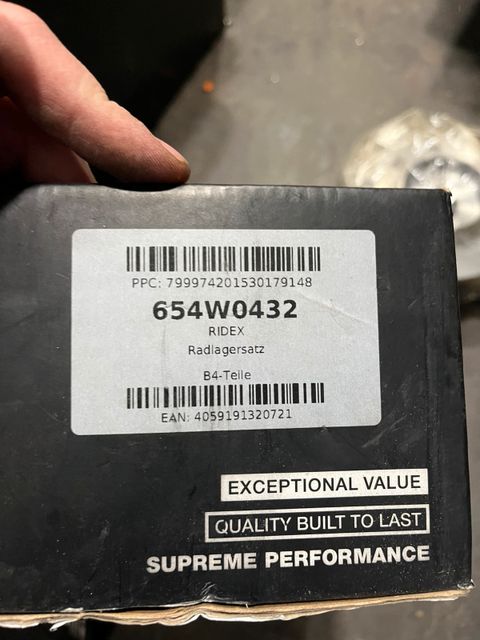 PPC: 799974201530179148
654W0432
RIDEX
Radlagersatz
B4-Teile
EAN: 4059191320721
EXCEPTIONAL VALUE
QUALITY BUILT TO LAST
SUPREME PERFORMANCE